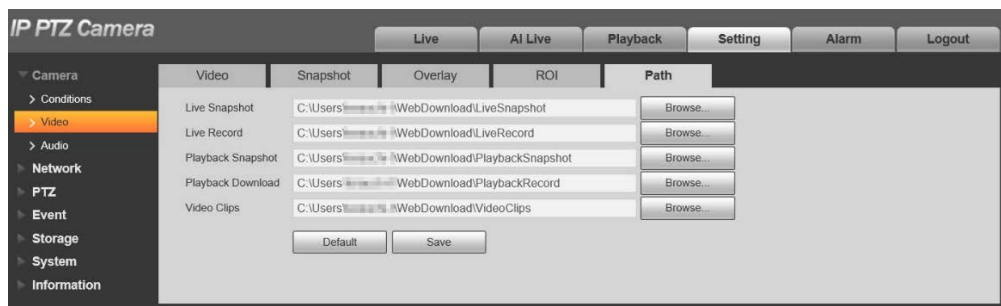 IP PTZ Camera
Live AI Live Playback Setting Alarm Logout
Camera
Conditions
Video
Audio
Network
PTZ
Event
Storage
System
Information
Video Snapshot Overlay ROI Path
Live Snapshot C:\Users\ \WebDownload\LiveSnapshot Browse...
Live Record C:\Users\ \WebDownload\LiveRecord Browse...
Playback Snapshot C:\Users\ \WebDownload\PlaybackSnapshot Browse...
Playback Download C:\Users WebDownload\PlaybackRecord Browse...
Video Clips C:\Users\ \WebDownload\VideoClips Browse...
Default Save